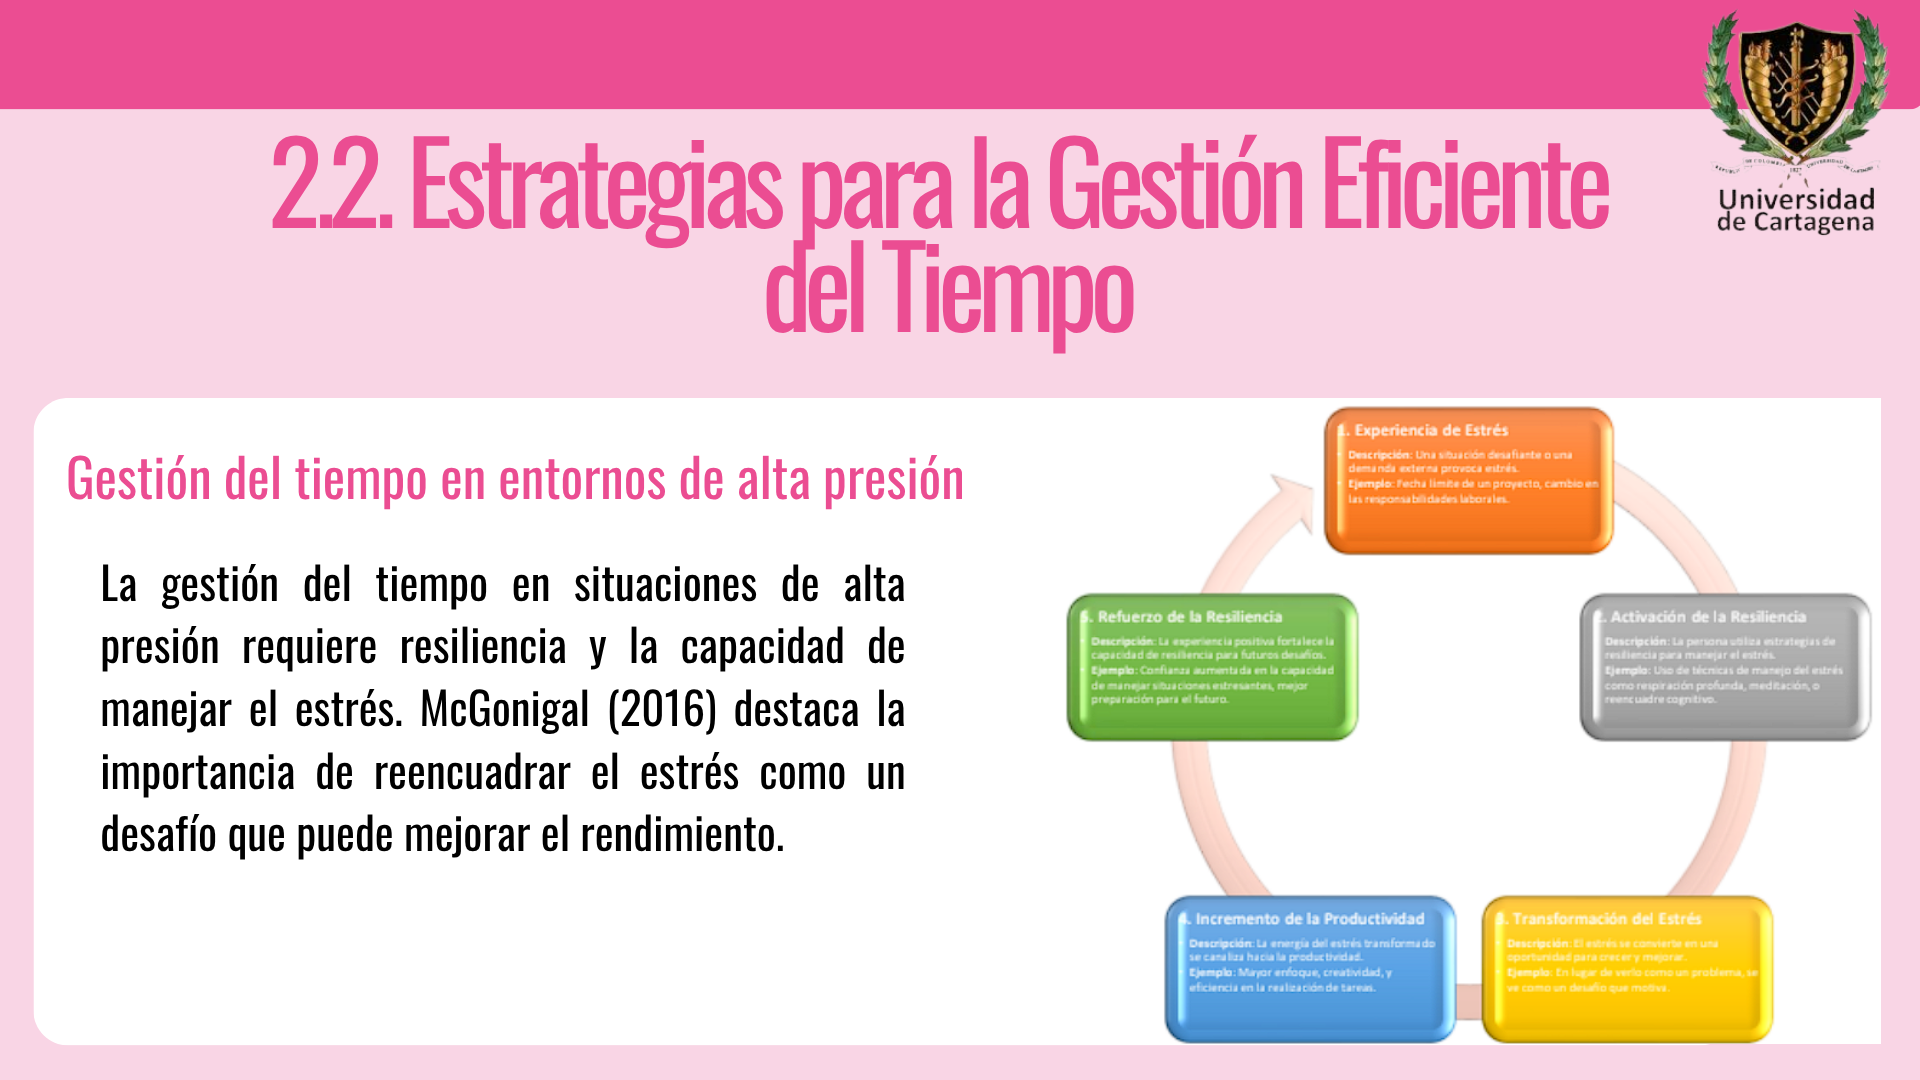 2.2. Estrategias para la Gestión Eficiente
del Tiempo
Universidad
de Cartagena
Gestión del tiempo en entornos de alta presión
La gestión del tiempo en situaciones de alta
presión requiere resiliencia y la capacidad de
manejar el estrés. McGonigal (2016) destaca la
importancia de reencuadrar el estrés como un
desafío que puede mejorar el rendimiento.
1. Experiencia de Estrés
Descripción: Una situación desafiante o una
demanda externa provoca estrés.
Ejemplo: Fecha límite de un proyecto, cambio en
las responsabilidades laborales.
2. Activación de la Resiliencia
Descripción: La persona utiliza estrategias de
resiliencia para manejar el estrés.
Ejemplo: Uso de técnicas de manejo del estrés
como respiración profunda, meditación, o
reencuadre cognitivo.
3. Transformación del Estrés
Descripción: El estrés se convierte en una
oportunidad para crecer y mejorar.
Ejemplo: En lugar de verlo como un problema, se
ve como un desafío que motiva.
4. Incremento de la Productividad
Descripción: La energía del estrés transformado
se canaliza hacia la productividad.
Ejemplo: Mayor enfoque, creatividad, y
eficiencia en la realización de tareas.
5. Refuerzo de la Resiliencia
Descripción: La experiencia positiva fortalece la
capacidad de resiliencia para futuros desafíos.
Ejemplo: Confianza aumentada en la capacidad
de manejar situaciones estresantes, mejor
preparación para el futuro.